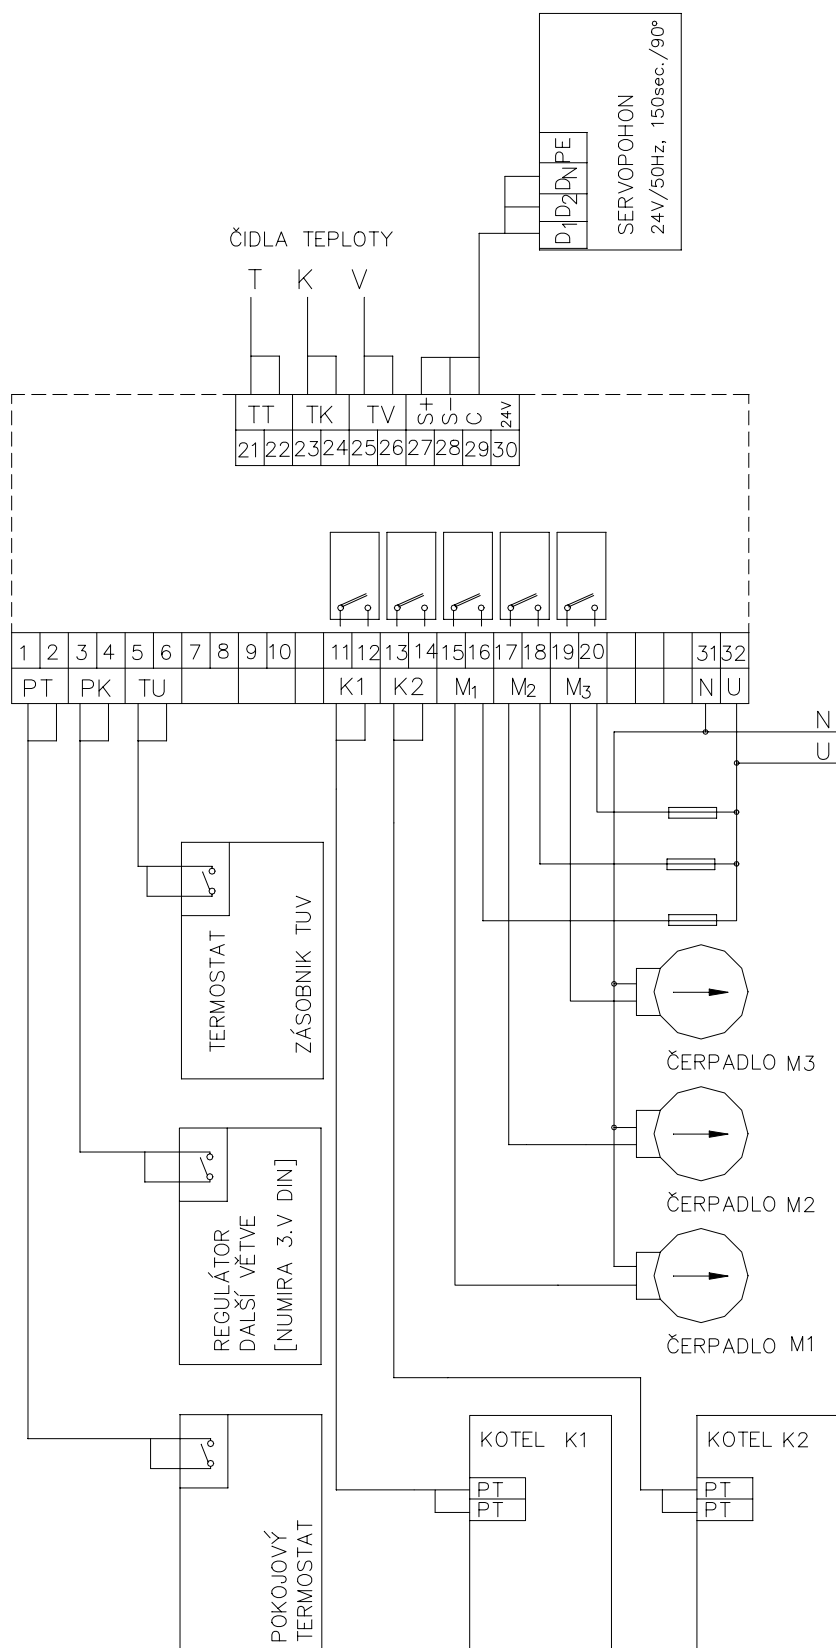 SERVOPOHON
24V/50Hz, 150sec./90°
D1 D2 DN PE
ČIDLA TEPLOTY
T K V
TT TK TV S+ S- C 24V
21 22 23 24 25 26 27 28 29 30
1 2 3 4 5 6 7 8 9 10 11 12 13 14 15 16 17 18 19 20 31 32
PT PK TU K1 K2 M1 M2 M3 N U
N
U
TERMOSTAT
ZÁSOBNIK TUV
ČERPADLO M3
ČERPADLO M2
REGULÁTOR
DALŠÍ VĚTVE
[NUMIRA 3.V DIN]
ČERPADLO M1
POKOJOVÝ
TERMOSTAT
KOTEL K1
PT
PT
KOTEL K2
PT
PT